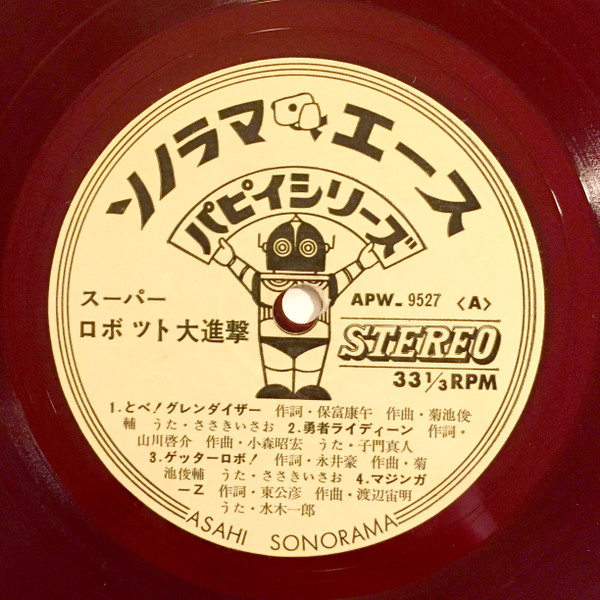 ソノラマエース
パピイシリーズ
スーパー
ロボット大進撃
APW-9527 〈A〉
STEREO
33 1/3 RPM
1.とべ!グレンダイザー 作詞・保富康午 作曲・菊池俊
輔 うた・ささきいさお 2.勇者ライディーン 作詞・
山川啓介 作曲・小森昭宏 うた・子門真人
3.ゲッターロボ! 作詞・永井豪 作曲・菊
池俊輔 うた・ささきいさお 4.マジンガ
ーZ 作詞・東公彦 作曲・渡辺宙明
うた・水木一郎
ASAHI SONORAMA